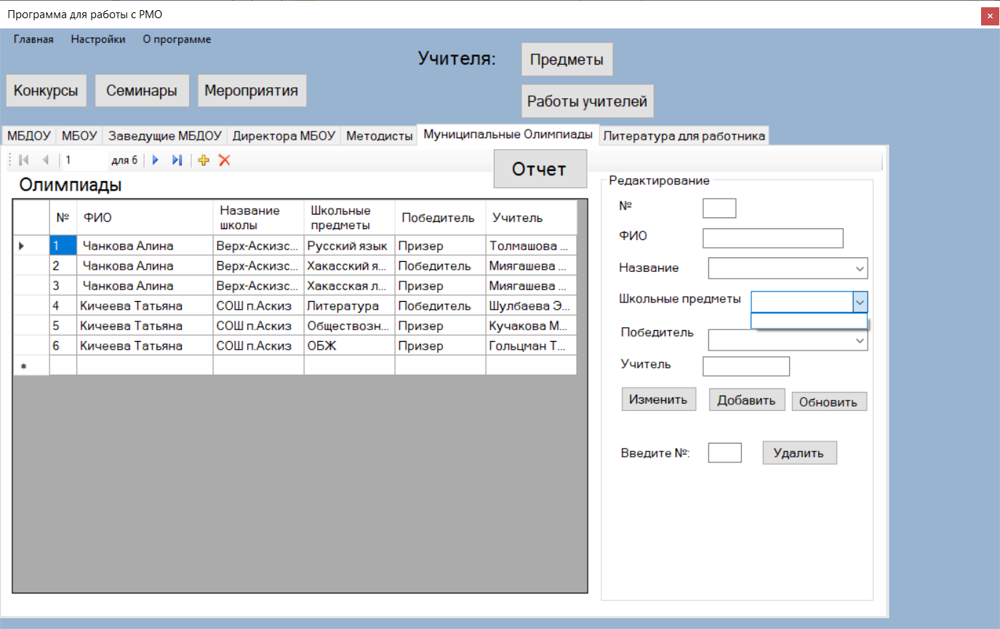 Программа для работы с РМО
Главная Настройки О программе
Учителя: Предметы
Конкурсы Семинары Мероприятия
Работы учителей
МБДОУ МБОУ Заведущие МБДОУ Директора МБОУ Методисты Муниципальные Олимпиады Литература для работника
1 для 6
Отчет
Олимпиады
№ ФИО Название школы Школьные предметы Победитель Учитель
1 Чанкова Алина Верх-Аскизс... Русский язык Призер Толмашова ...
2 Чанкова Алина Верх-Аскизс... Хакасский я... Победитель Миягашева ...
3 Чанкова Алина Верх-Аскизс... Хакасская л... Призер Миягашева ...
4 Кичеева Татьяна СОШ п.Аскиз Литература Победитель Шулбаева Э...
5 Кичеева Татьяна СОШ п.Аскиз Обществозн... Призер Кучакова М...
6 Кичеева Татьяна СОШ п.Аскиз ОБЖ Призер Гольцман Т...
Редактирование
№
ФИО
Название
Школьные предметы
Победитель
Учитель
Изменить Добавить Обновить
Введите №: Удалить